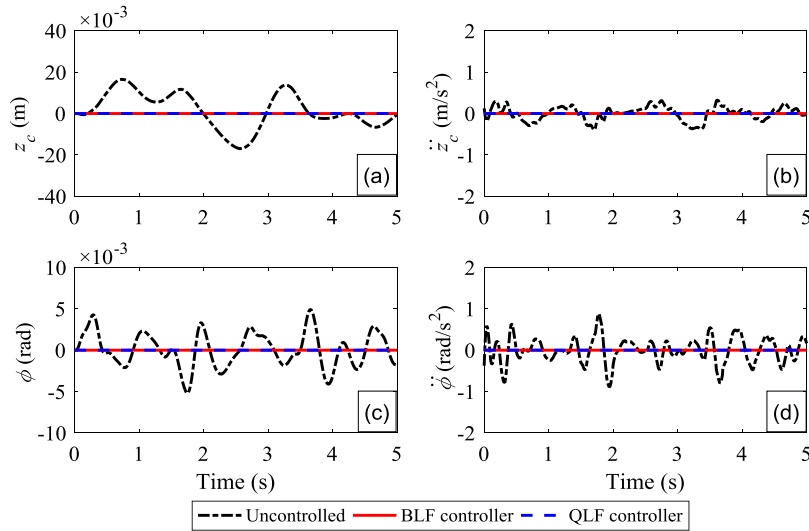 ×10⁻³
40
20
0
-20
-40
z_c (m)
(a)
0 1 2 3 4 5
2
1
0
-1
-2
z̈_c (m/s²)
(b)
0 1 2 3 4 5
×10⁻³
10
5
0
-5
-10
ϕ (rad)
(c)
0 1 2 3 4 5
Time (s)
2
1
0
-1
-2
ϕ̈ (rad/s²)
(d)
0 1 2 3 4 5
Time (s)
Uncontrolled BLF controller QLF controller